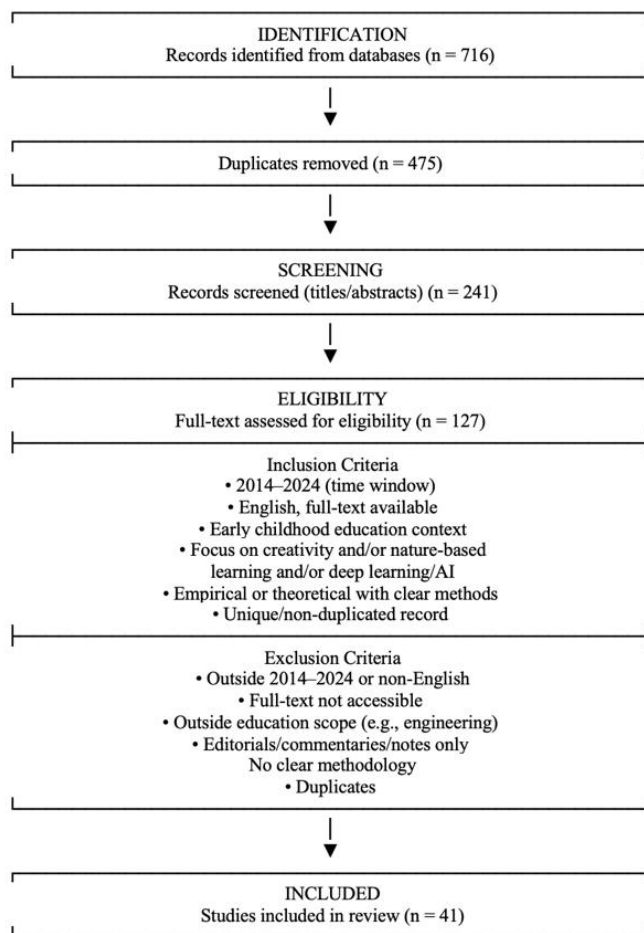 IDENTIFICATION
Records identified from databases (n = 716)
Duplicates removed (n = 475)
SCREENING
Records screened (titles/abstracts) (n = 241)
ELIGIBILITY
Full-text assessed for eligibility (n = 127)
Inclusion Criteria
• 2014–2024 (time window)
• English, full-text available
• Early childhood education context
• Focus on creativity and/or nature-based
learning and/or deep learning/AI
• Empirical or theoretical with clear methods
• Unique/non-duplicated record
Exclusion Criteria
• Outside 2014–2024 or non-English
• Full-text not accessible
• Outside education scope (e.g., engineering)
• Editorials/commentaries/notes only
No clear methodology
• Duplicates
INCLUDED
Studies included in review (n = 41)